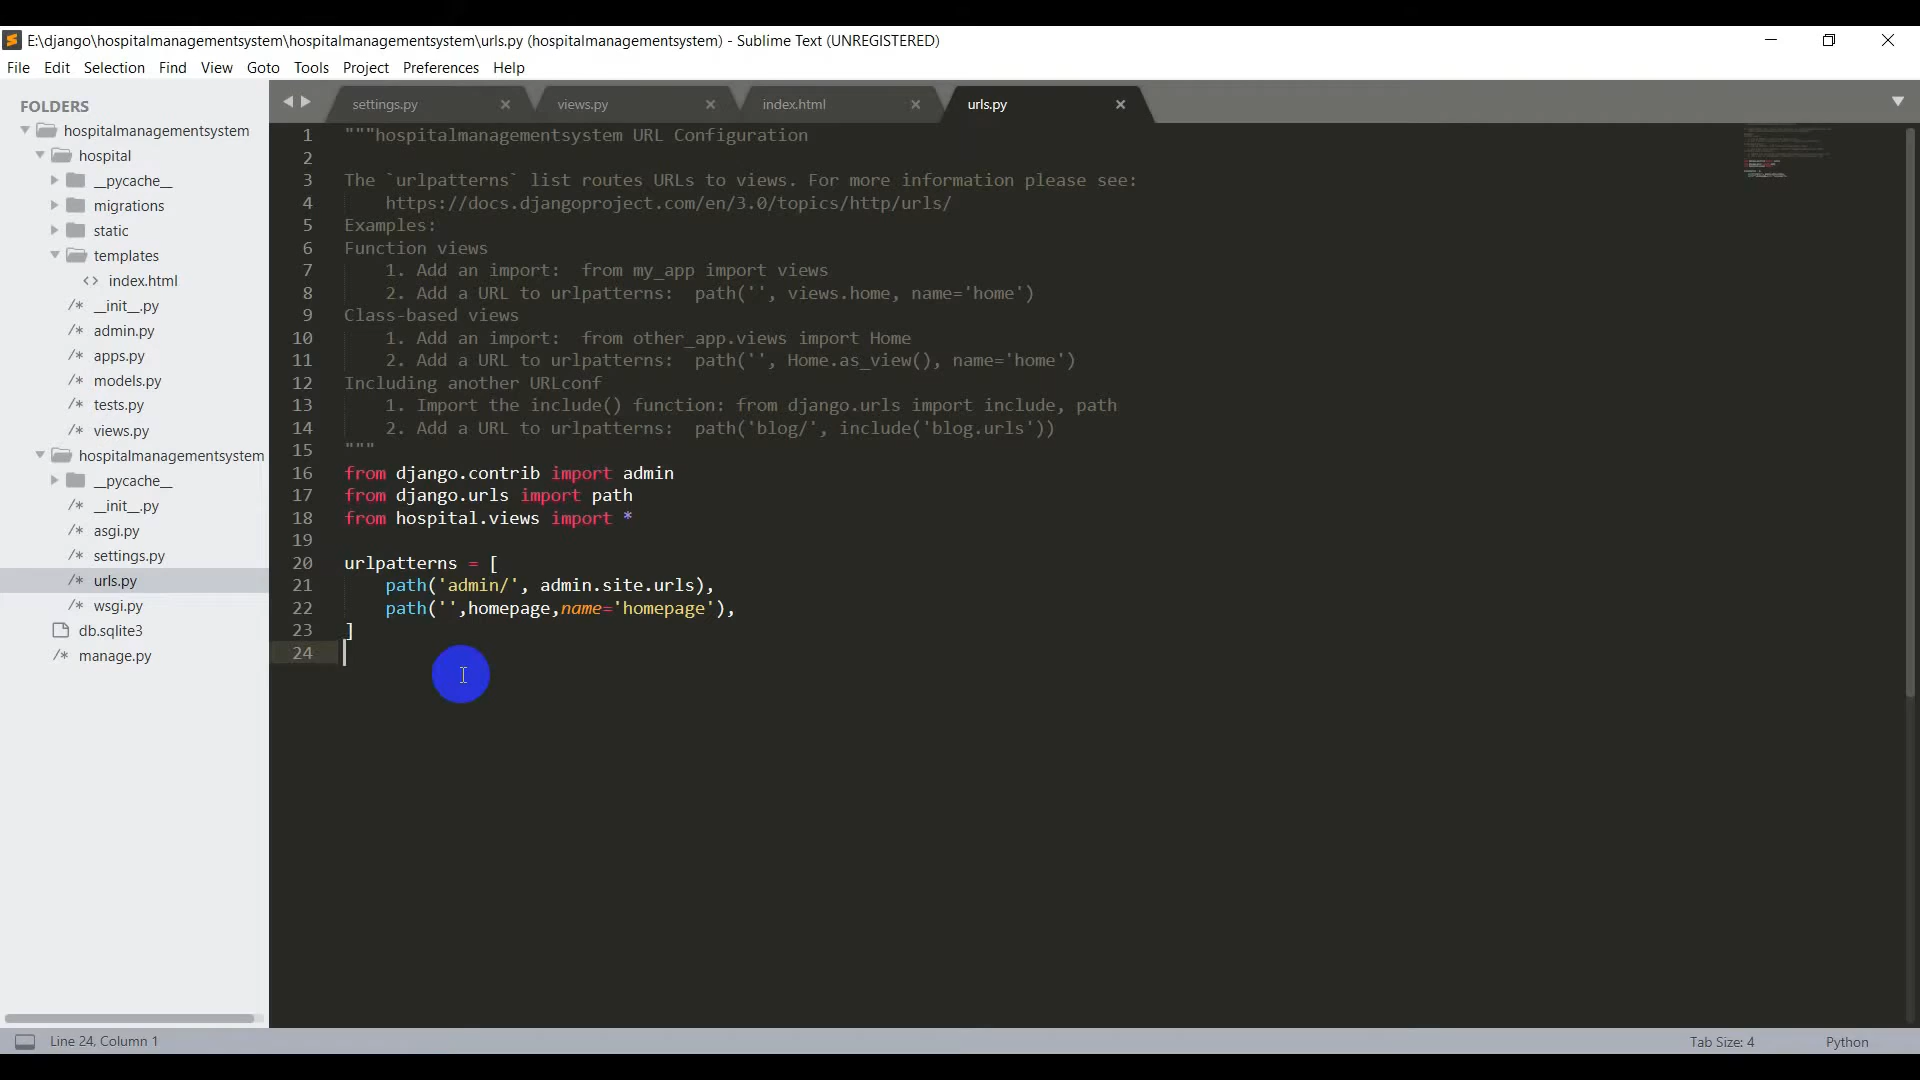 E:\django\hospitalmanagementsystem\hospitalmanagementsystem\urls.py (hospitalmanagementsystem) - Sublime Text (UNREGISTERED)
File Edit Selection Find View Goto Tools Project Preferences Help
FOLDERS
hospitalmanagementsystem
hospital
__pycache__
migrations
static
templates
<> index.html
/* __init__.py
/* admin.py
/* apps.py
/* models.py
/* tests.py
/* views.py
hospitalmanagementsystem
__pycache__
/* __init__.py
/* asgi.py
/* settings.py
/* urls.py
/* wsgi.py
db.sqlite3
/* manage.py
settings.py views.py index.html urls.py
1 """hospitalmanagementsystem URL Configuration
2
3 The `urlpatterns` list routes URLs to views. For more information please see:
4     https://docs.djangoproject.com/en/3.0/topics/http/urls/
5 Examples:
6 Function views
7     1. Add an import:  from my_app import views
8     2. Add a URL to urlpatterns:  path('', views.home, name='home')
9 Class-based views
10     1. Add an import:  from other_app.views import Home
11     2. Add a URL to urlpatterns:  path('', Home.as_view(), name='home')
12 Including another URLconf
13     1. Import the include() function: from django.urls import include, path
14     2. Add a URL to urlpatterns:  path('blog/', include('blog.urls'))
15 """
16 from django.contrib import admin
17 from django.urls import path
18 from hospital.views import *
19
20 urlpatterns = [
21     path('admin/', admin.site.urls),
22     path('',homepage,name='homepage'),
23 ]
24
Line 24, Column 1
Tab Size: 4 Python